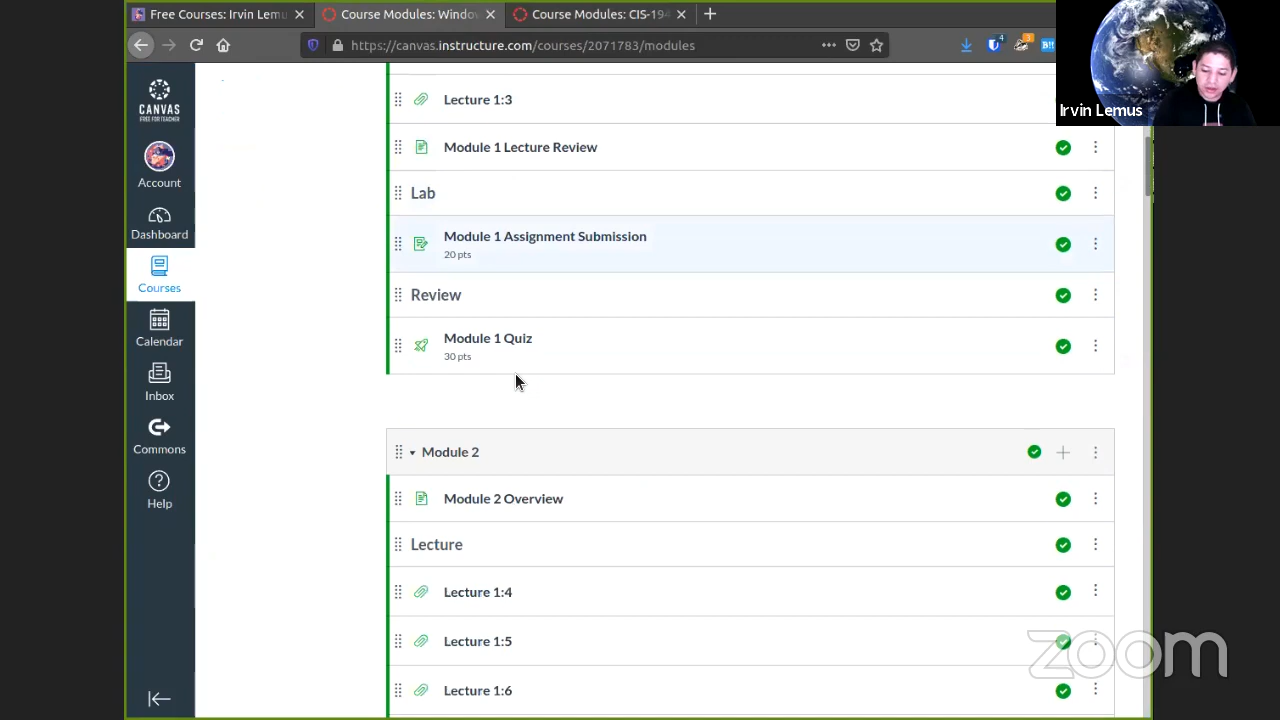 Free Courses: Irvin Lemu
Course Modules: Windo
Course Modules: CIS-194
https://canvas.instructure.com/courses/2071783/modules
4
3
B!!
Irvin Lemus
CANVAS
FREE FOR TEACHER
Account
Dashboard
Courses
Calendar
Inbox
Commons
Help
Lecture 1:3
Module 1 Lecture Review
Lab
Module 1 Assignment Submission
20 pts
Review
Module 1 Quiz
30 pts
Module 2
Module 2 Overview
Lecture
Lecture 1:4
Lecture 1:5
Lecture 1:6
zoom